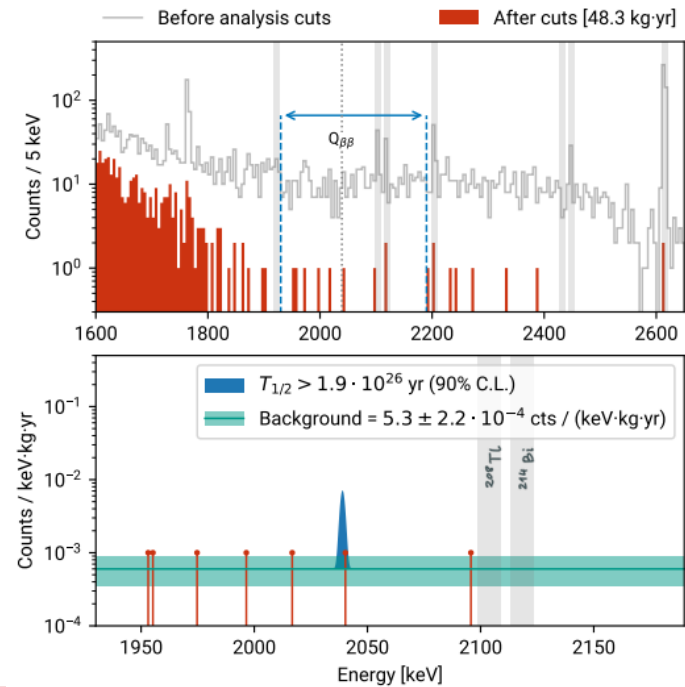 Before analysis cuts
After cuts [48.3 kg·yr]
Counts / 5 keV
10²
10¹
10⁰
Qββ
1600 1800 2000 2200 2400 2600
Counts / keV·kg·yr
10⁻¹
10⁻²
10⁻³
10⁻⁴
T₁/₂ > 1.9 · 10²⁶ yr (90% C.L.)
Background = 5.3 ± 2.2 · 10⁻⁴ cts / (keV·kg·yr)
²⁰⁸Tl
²¹⁴Bi
1950 2000 2050 2100 2150
Energy [keV]